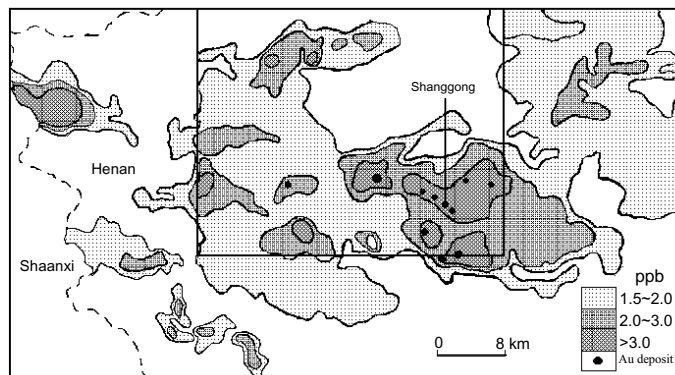 Shanggong
Henan
Shaanxi
ppb
1.5~2.0
2.0~3.0
>3.0
Au deposit
0 8 km